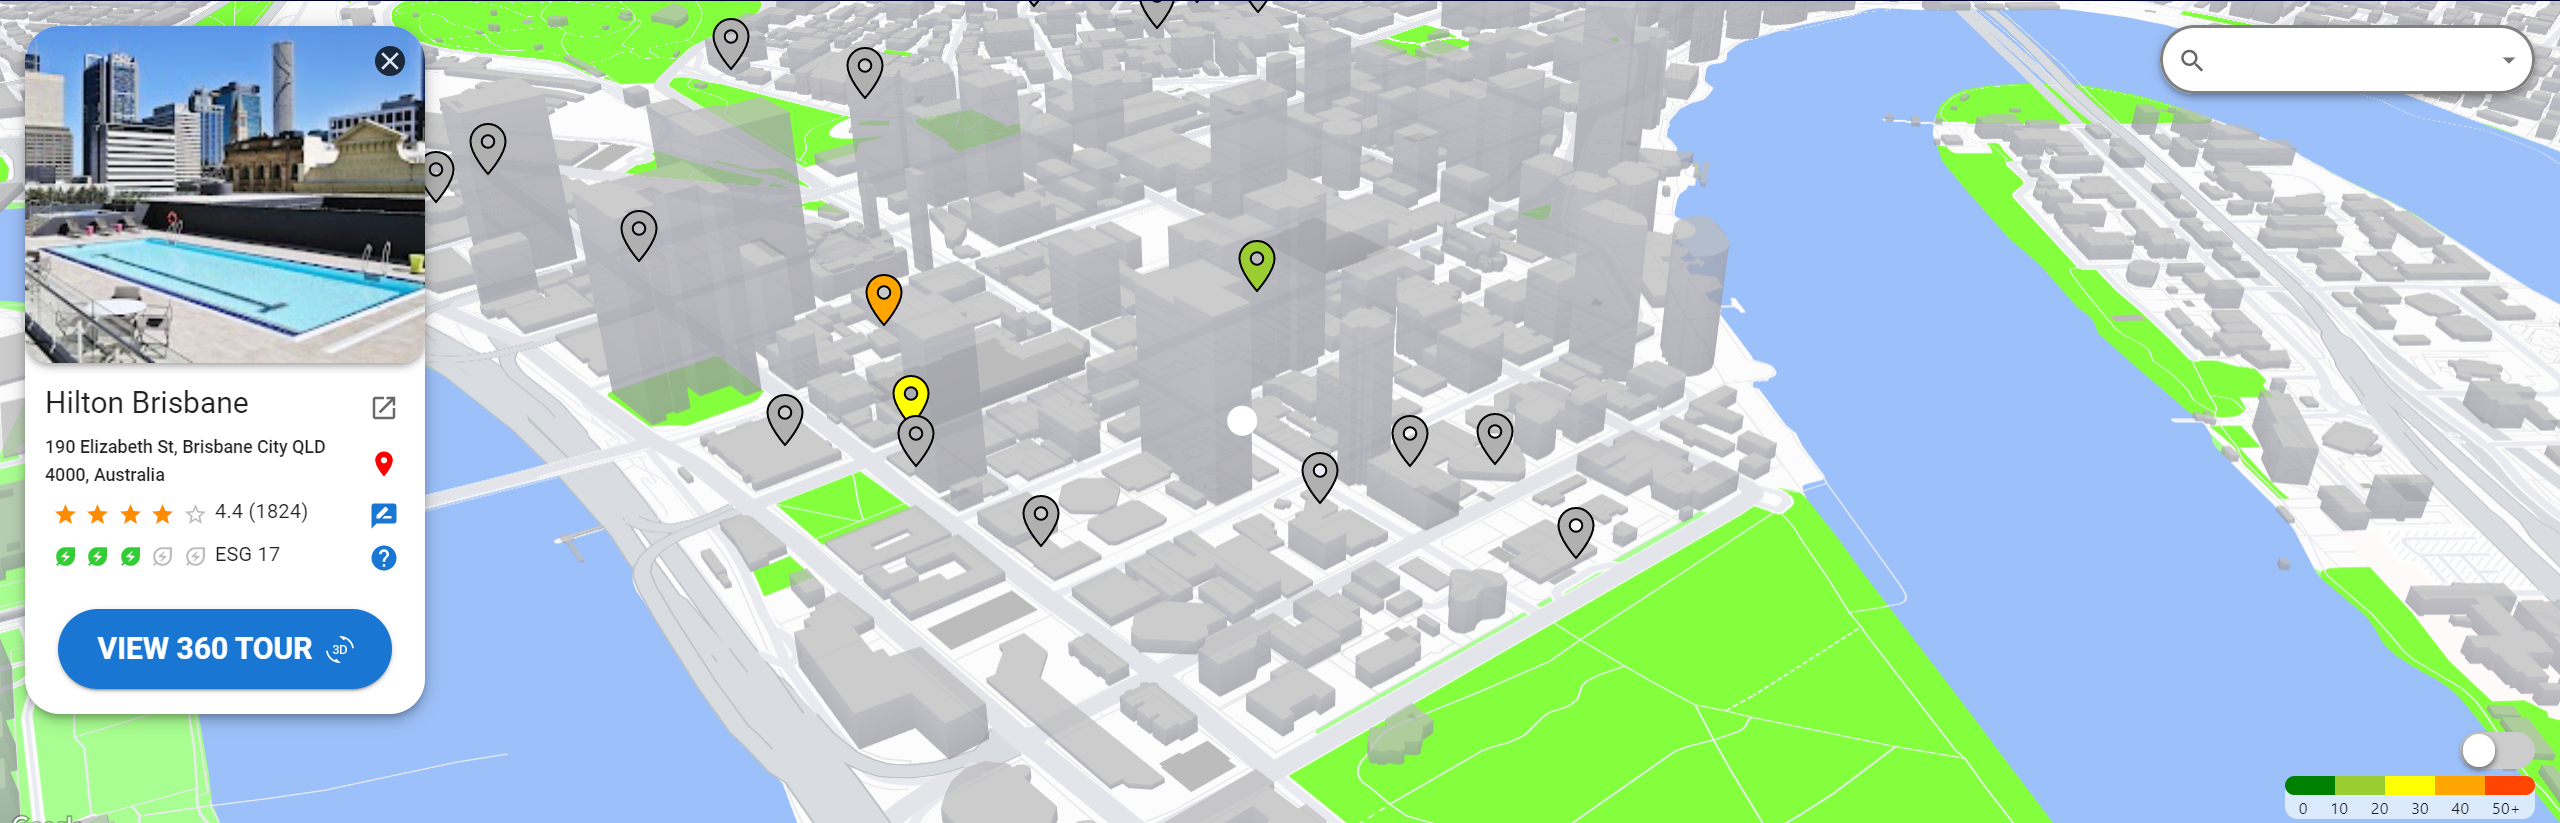 Hilton Brisbane
190 Elizabeth St, Brisbane City QLD
4000, Australia
4.4 (1824)
ESG 17
VIEW 360 TOUR 3D
0 10 20 30 40 50+
Google